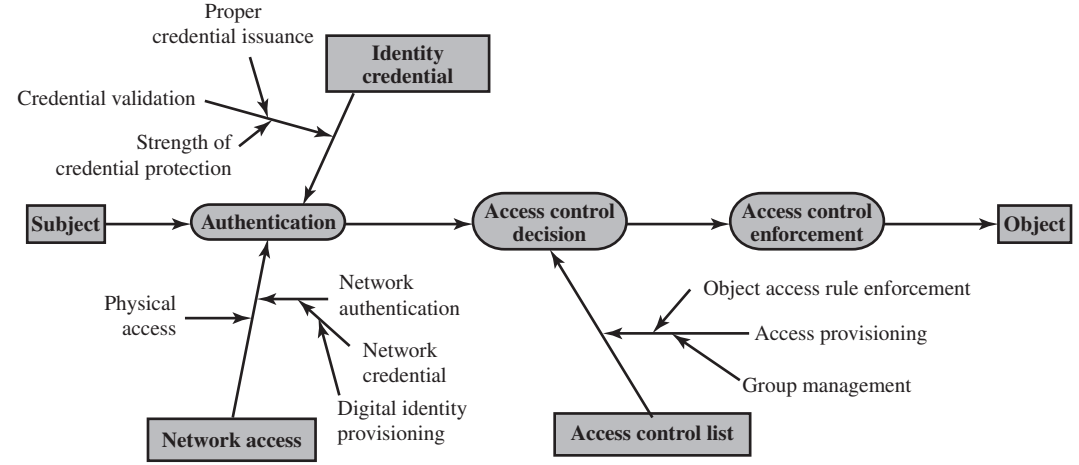 Proper
credential issuance
Identity
credential
Credential validation
Strength of
credential protection
Subject
Authentication
Access control
decision
Access control
enforcement
Object
Physical
access
Network
authentication
Network
credential
Digital identity
provisioning
Network access
Object access rule enforcement
Access provisioning
Group management
Access control list